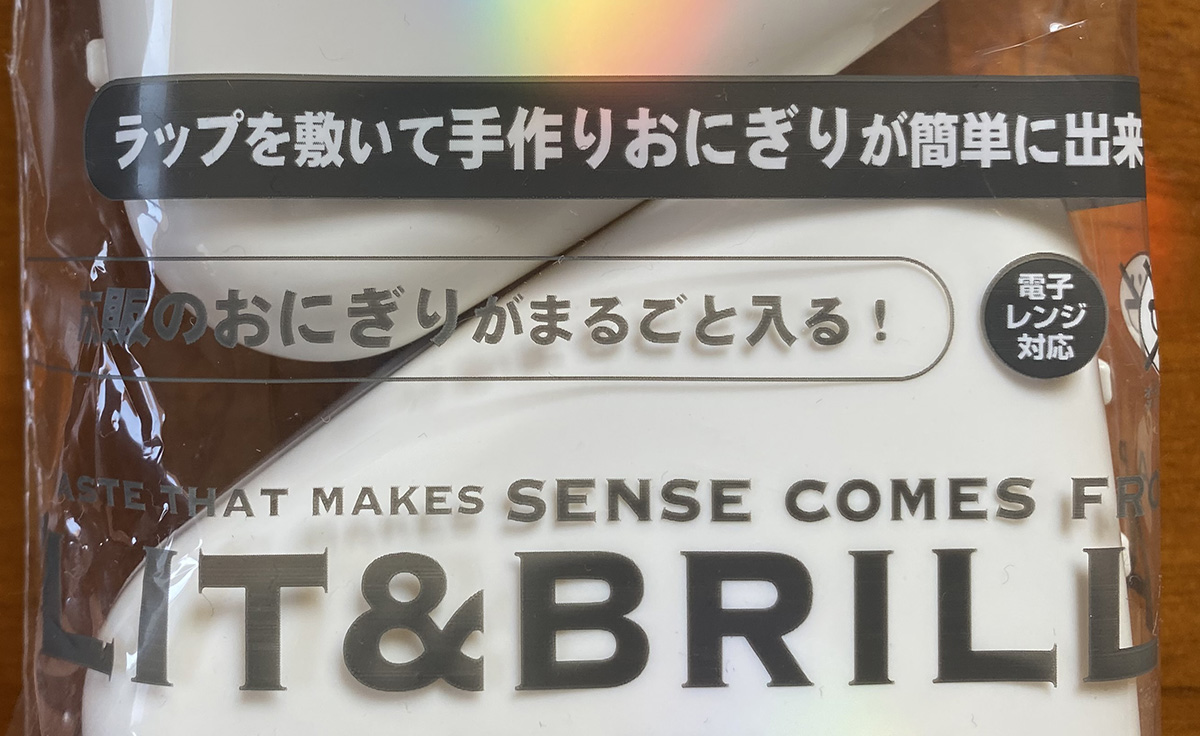 ラップを敷いて手作りおにぎりが簡単に出来
販のおにぎりがまるごと入る!
電子
レンジ
対応
ASTE THAT MAKES SENSE COMES FRO
LIT&BRILL